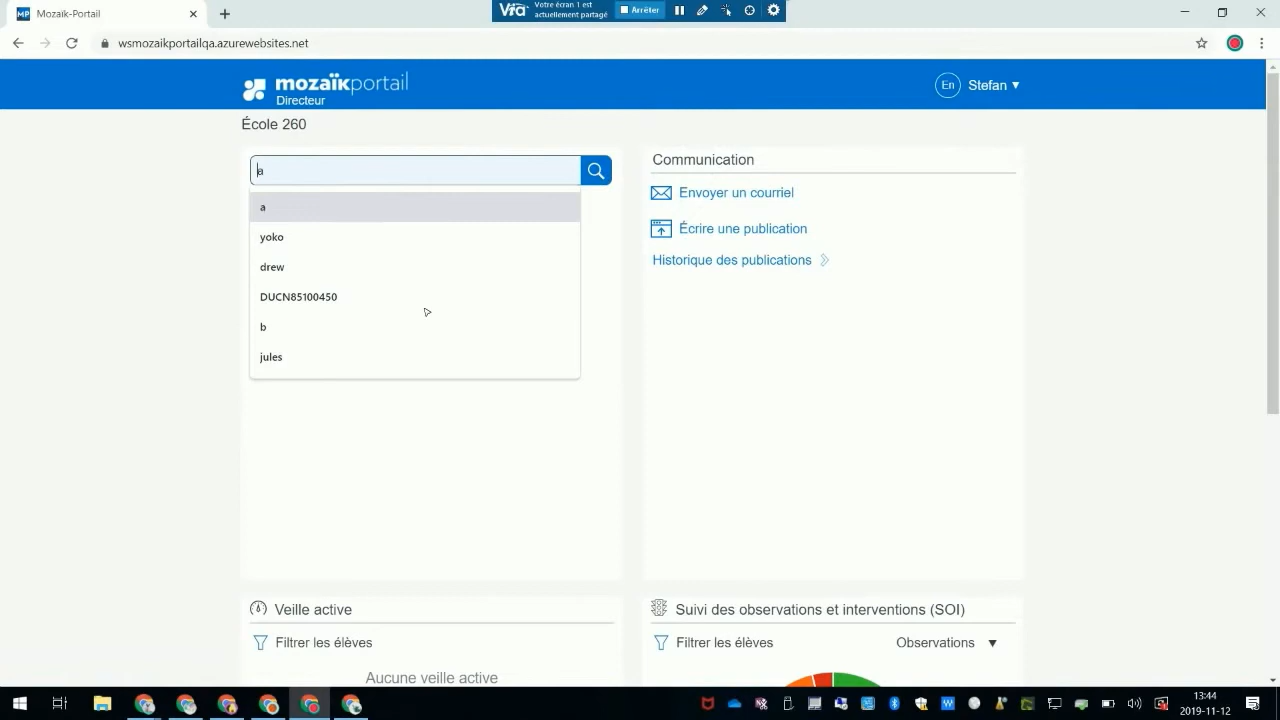 Mozaïk-Portail
Via
Votre écran 1 est
actuellement partagé
Arrêter
wsmozaikportailqa.azurewebsites.net
mozaïkportail
Directeur
En
Stefan ▼
École 260
a
a
yoko
drew
DUCN85100450
b
jules
Communication
Envoyer un courriel
Écrire une publication
Historique des publications
Veille active
Filtrer les élèves
Aucune veille active
Suivi des observations et interventions (SOI)
Filtrer les élèves
Observations ▼
13:44
2019-11-12